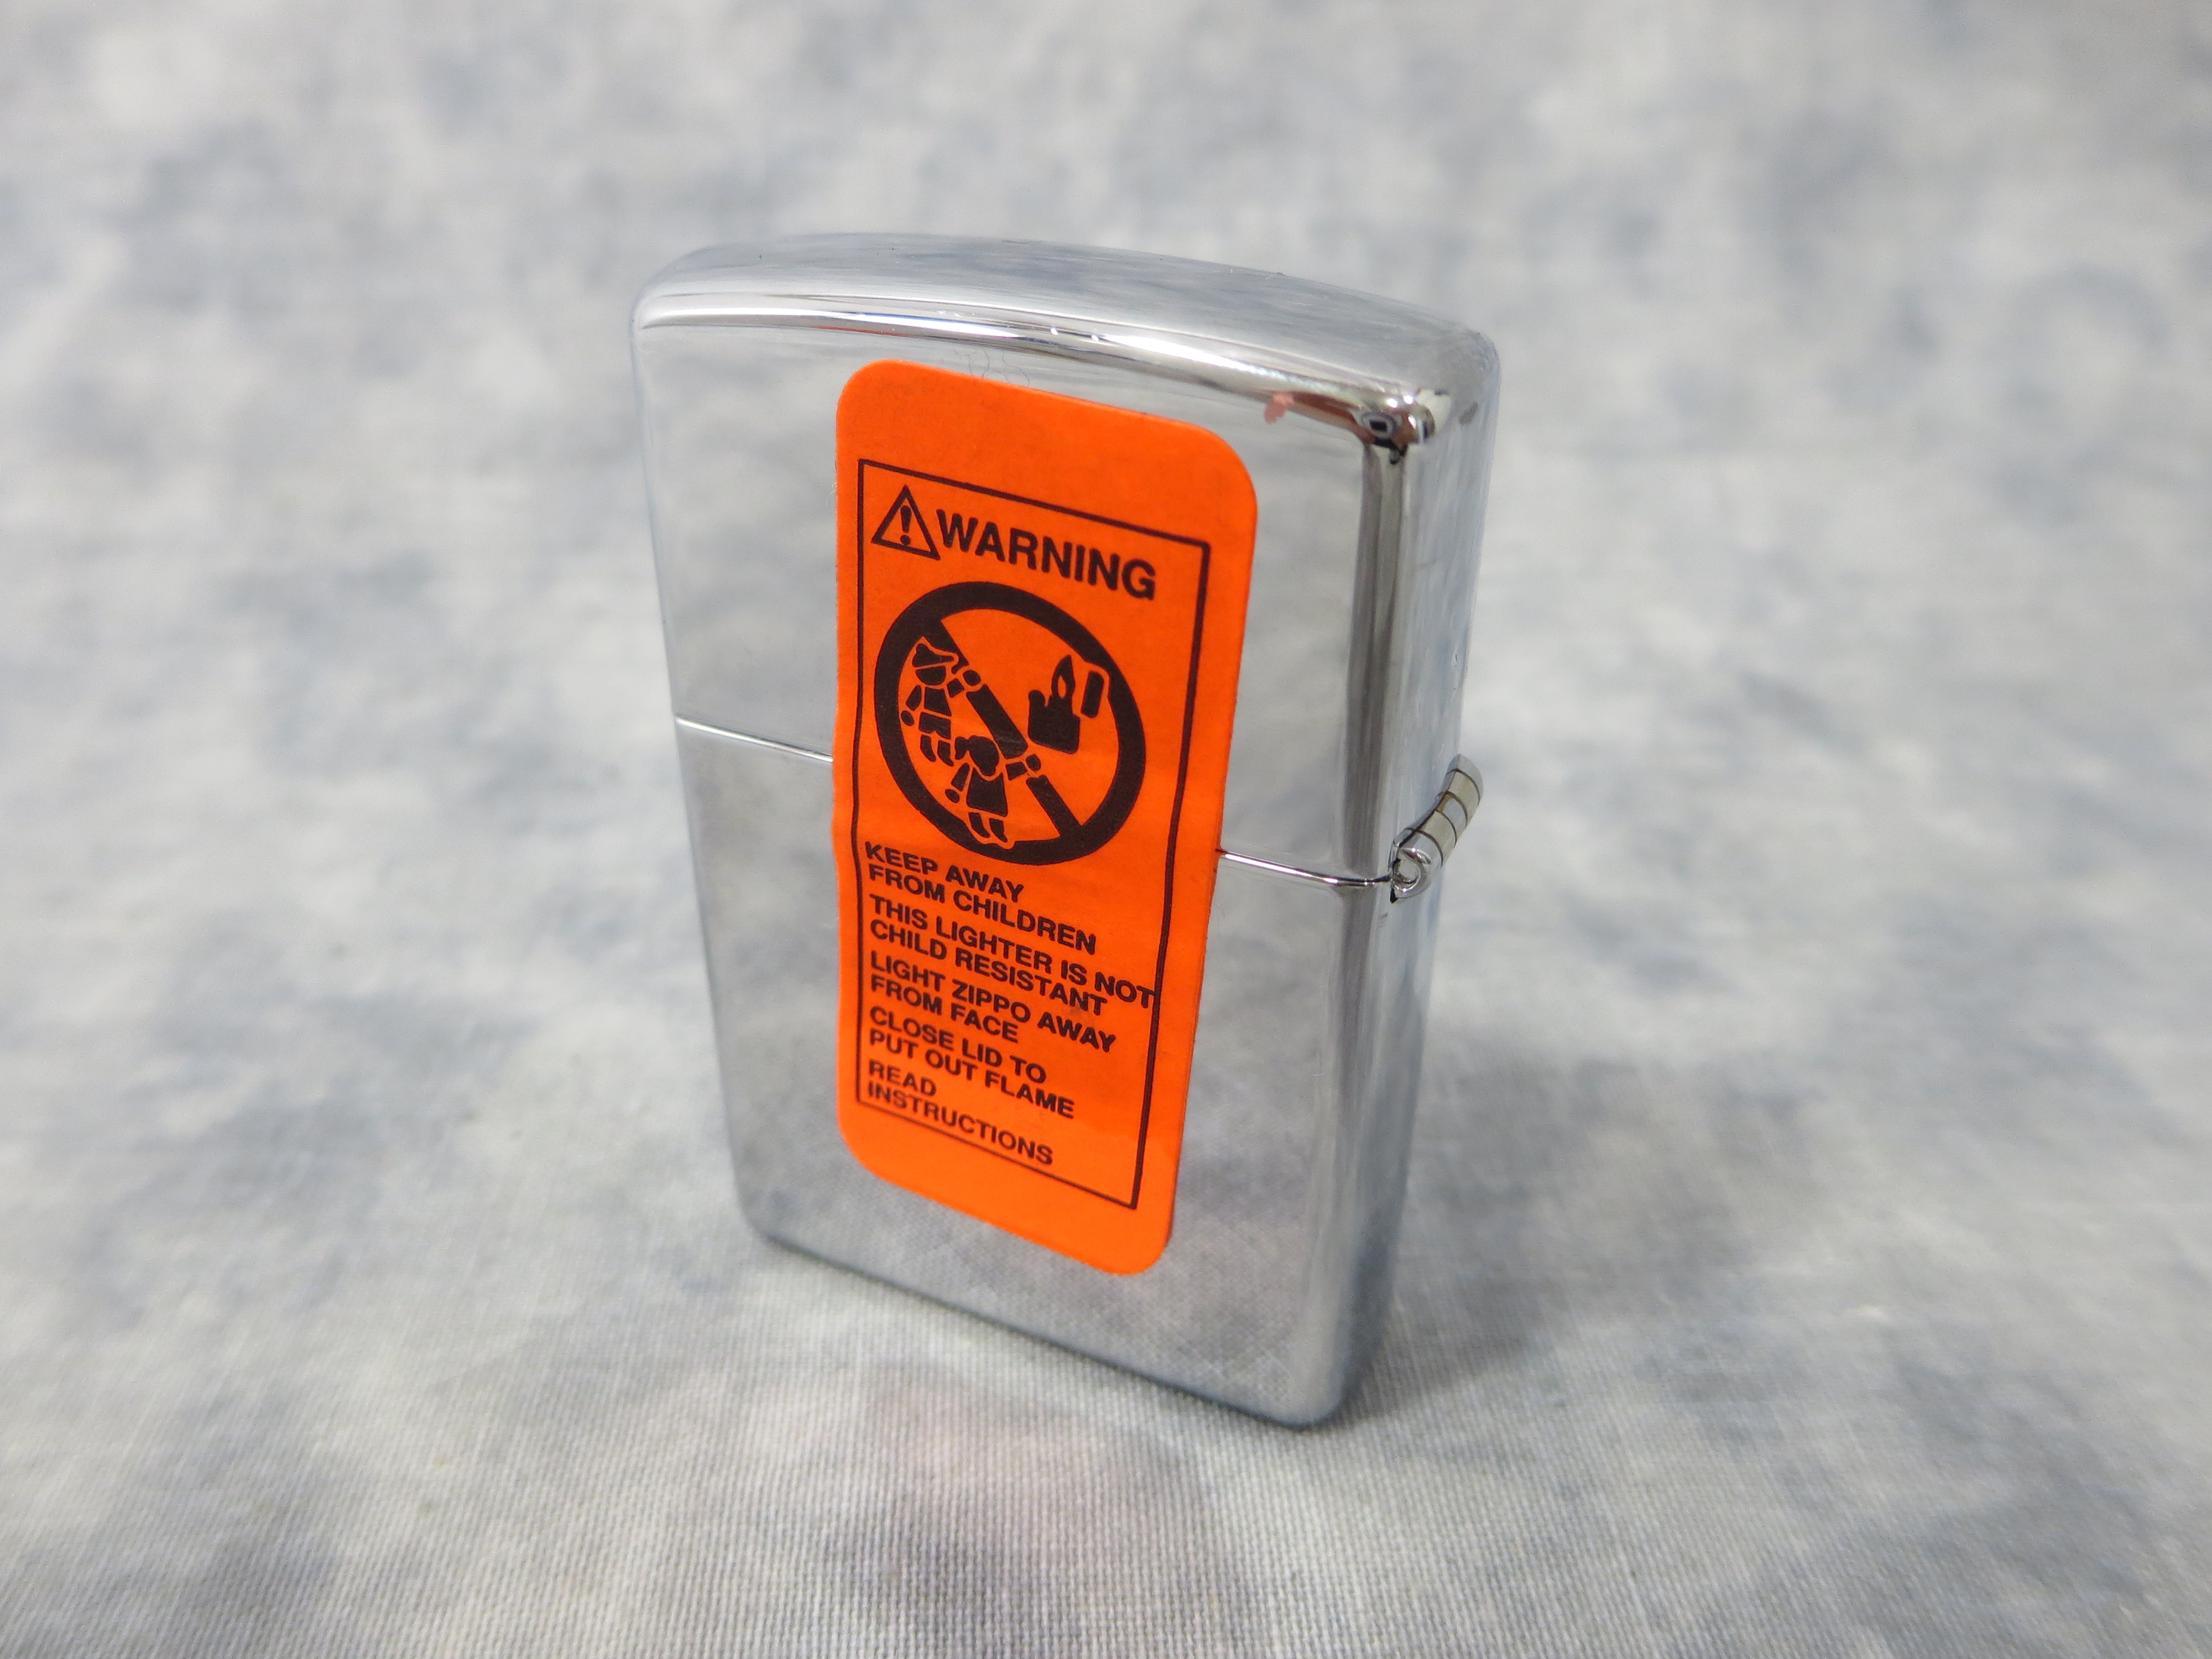 WARNING
KEEP AWAY
FROM CHILDREN
THIS LIGHTER IS NOT
CHILD RESISTANT
LIGHT ZIPPO AWAY
FROM FACE
CLOSE LID TO
PUT OUT FLAME
READ
INSTRUCTIONS